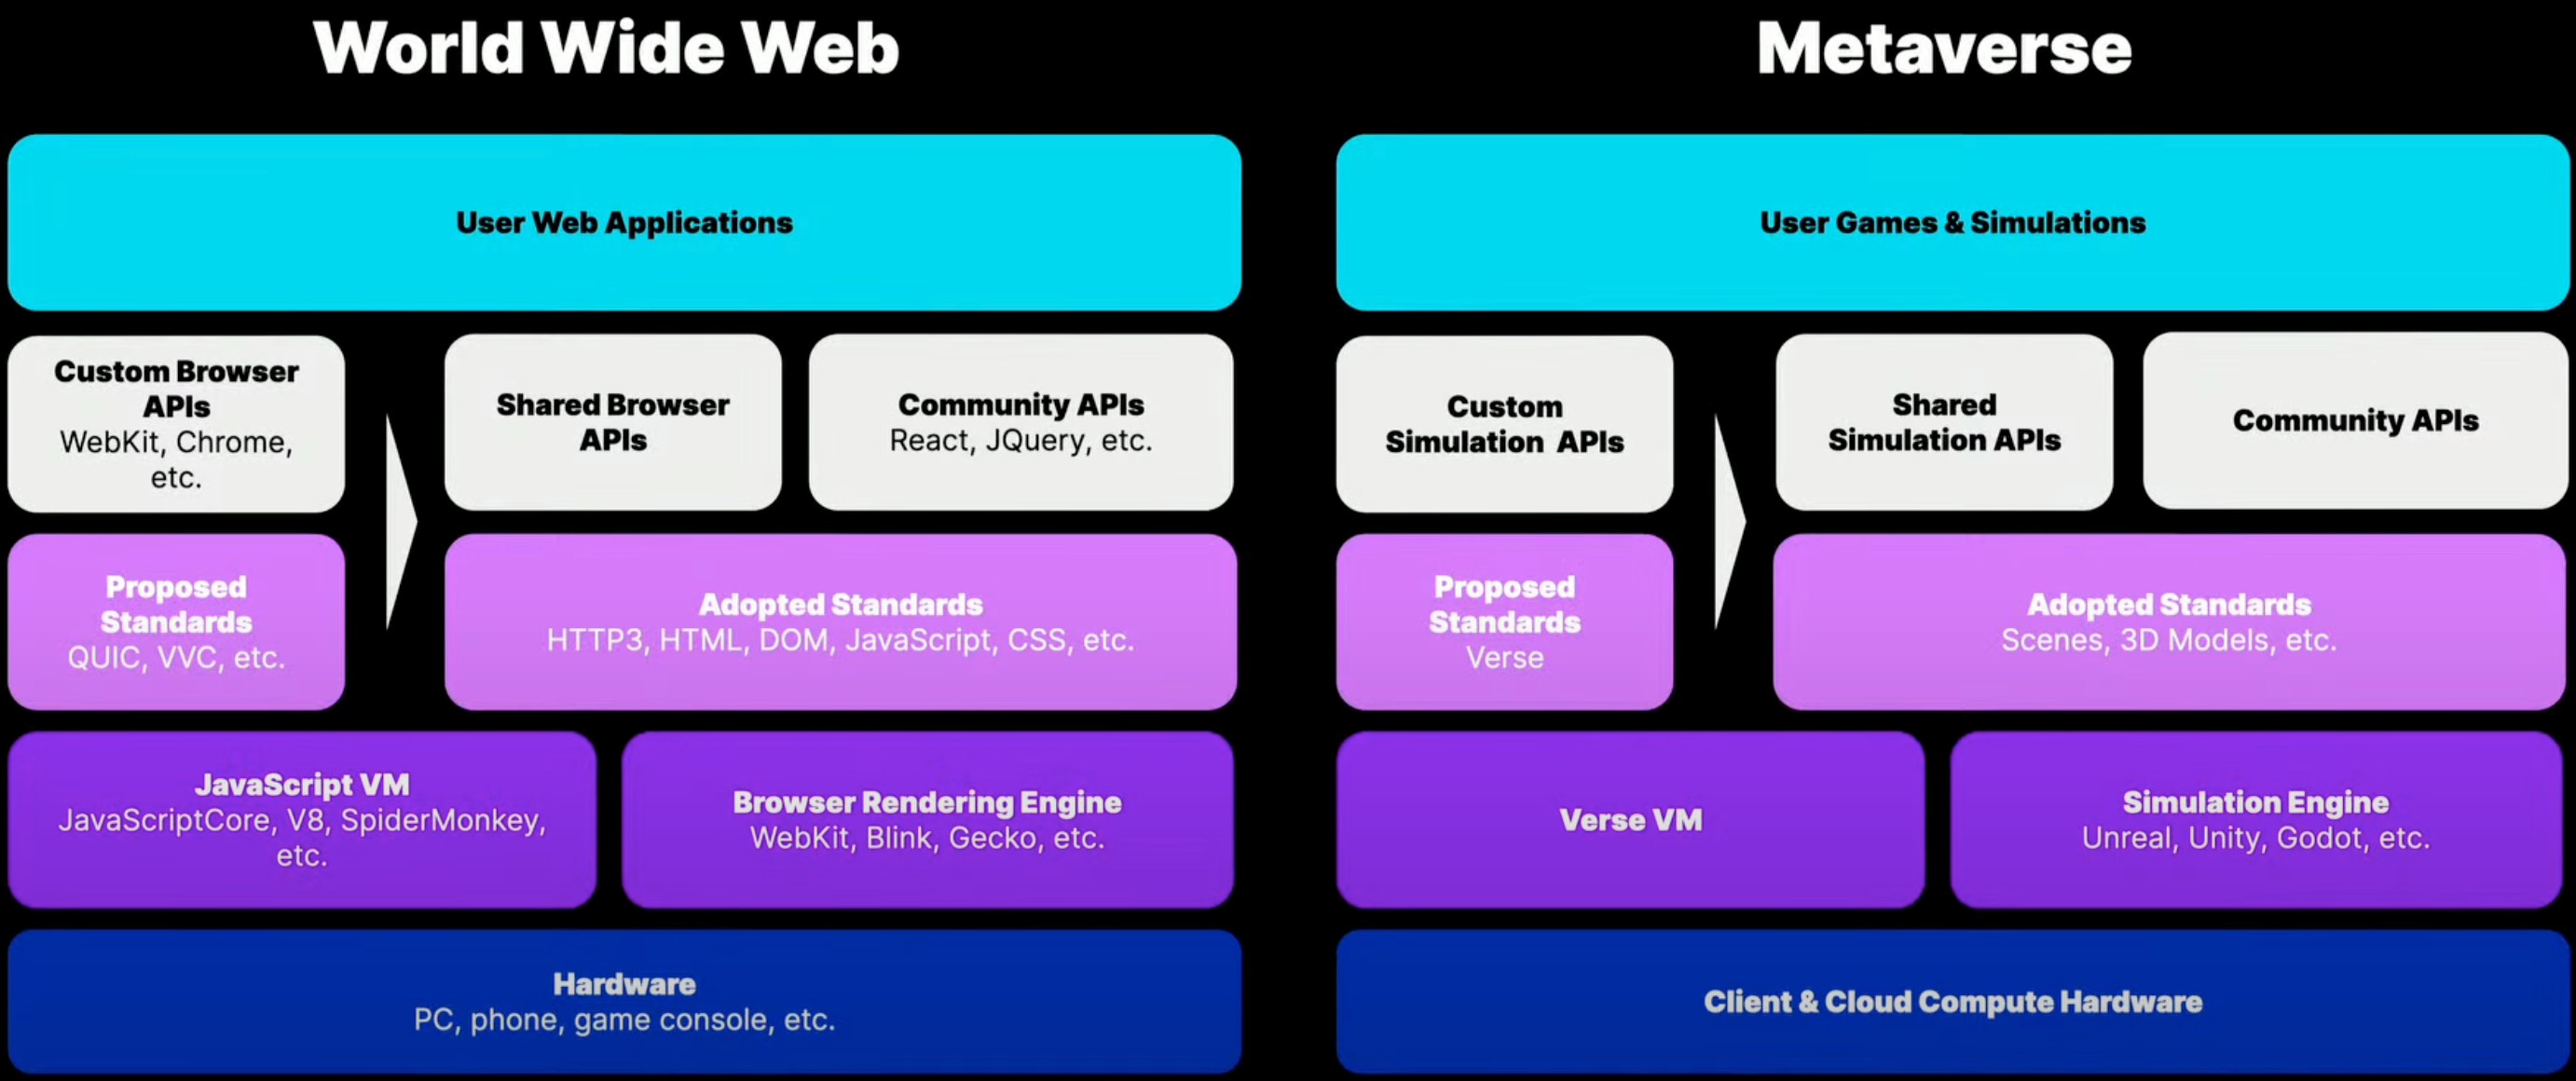 World Wide Web
User Web Applications
Custom Browser
APIs
WebKit, Chrome,
etc.
Shared Browser
APIs
Community APIs
React, JQuery, etc.
Proposed
Standards
QUIC, VVC, etc.
Adopted Standards
HTTP3, HTML, DOM, JavaScript, CSS, etc.
JavaScript VM
JavaScriptCore, V8, SpiderMonkey,
etc.
Browser Rendering Engine
WebKit, Blink, Gecko, etc.
Hardware
PC, phone, game console, etc.
Metaverse
User Games & Simulations
Custom
Simulation APIs
Shared
Simulation APIs
Community APIs
Proposed
Standards
Verse
Adopted Standards
Scenes, 3D Models, etc.
Verse VM
Simulation Engine
Unreal, Unity, Godot, etc.
Client & Cloud Compute Hardware